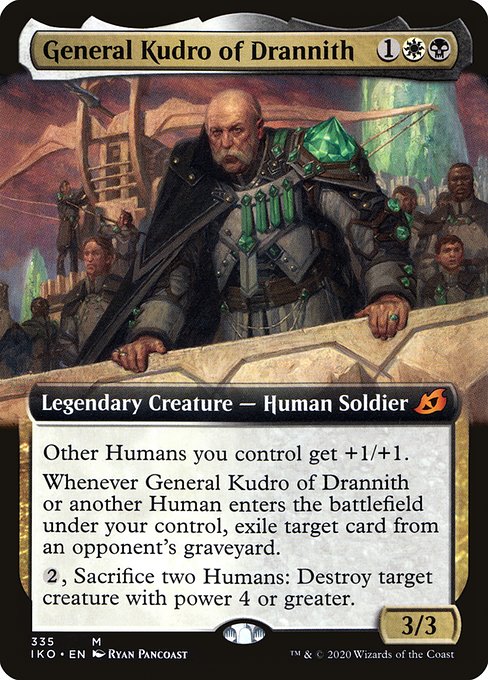 General Kudro of Drannith 1
Legendary Creature — Human Soldier
Other Humans you control get +1/+1.
Whenever General Kudro of Drannith
or another Human enters the battlefield
under your control, exile target card from
an opponent's graveyard.
2, Sacrifice two Humans: Destroy target
creature with power 4 or greater.
3/3
335 M
IKO • EN Ryan Pancoast
™ & © 2020 Wizards of the Coast